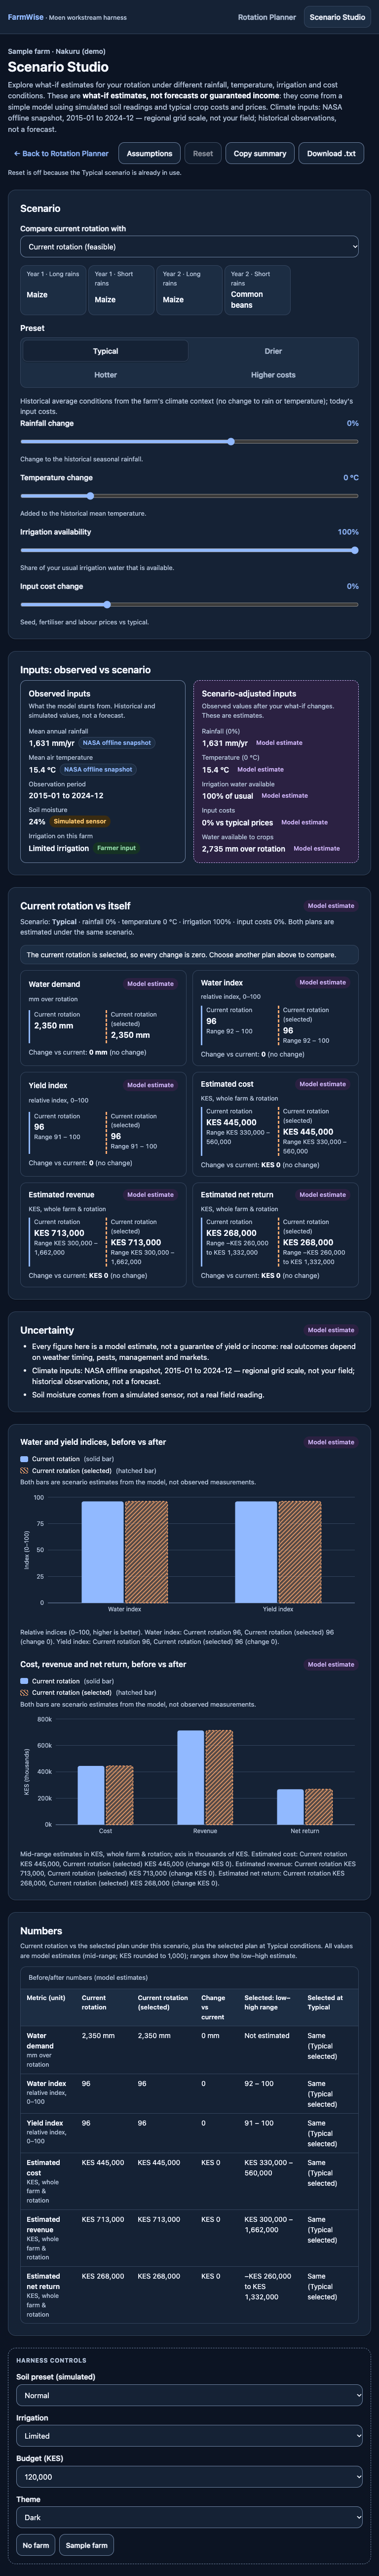 FarmWise · Moen workstream harness
Rotation Planner
Scenario Studio
Sample farm · Nakuru (demo)
Scenario Studio
Explore what-if estimates for your rotation under different rainfall, temperature, irrigation and cost
conditions. These are what-if estimates, not forecasts or guaranteed income: they come from a
simple model using simulated soil readings and typical crop costs and prices. Climate inputs: NASA
offline snapshot, 2015-01 to 2024-12 — regional grid scale, not your field; historical observations,
not a forecast.
← Back to Rotation Planner
Assumptions
Reset
Copy summary
Download .txt
Reset is off because the Typical scenario is already in use.
Scenario
Compare current rotation with
Current rotation (feasible)
Year 1 · Long rains
Maize
Year 1 · Short
rains
Maize
Year 2 · Long
rains
Maize
Year 2 · Short
rains
Common
beans
Preset
Typical
Drier
Hotter
Higher costs
Historical average conditions from the farm's climate context (no change to rain or temperature); today's
input costs.
Rainfall change
0%
Change to the historical seasonal rainfall.
Temperature change
0 °C
Added to the historical mean temperature.
Irrigation availability
100%
Share of your usual irrigation water that is available.
Input cost change
0%
Seed, fertiliser and labour prices vs typical.
Inputs: observed vs scenario
Observed inputs
What the model starts from. Historical and
simulated values, not a forecast.
Mean annual rainfall
1,631 mm/yr NASA offline snapshot
Mean air temperature
15.4 °C NASA offline snapshot
Observation period
2015-01 to 2024-12
Soil moisture
24% Simulated sensor
Irrigation on this farm
Limited irrigation Farmer input
Scenario-adjusted inputs
Observed values after your what-if changes.
These are estimates.
Rainfall (0%)
1,631 mm/yr Model estimate
Temperature (0 °C)
15.4 °C Model estimate
Irrigation water available
100% of usual Model estimate
Input costs
0% vs typical prices Model estimate
Water available to crops
2,735 mm over rotation Model estimate
Current rotation vs itself
Model estimate
Scenario: Typical · rainfall 0% · temperature 0 °C · irrigation 100% · input costs 0%. Both plans are
estimated under the same scenario.
The current rotation is selected, so every change is zero. Choose another plan above to compare.
Water demand
Model estimate
mm over rotation
Current rotation
2,350 mm
Current rotation
(selected)
2,350 mm
Change vs current: 0 mm (no change)
Water index
Model estimate
relative index, 0–100
Current rotation
96
Range 92 – 100
Current rotation
(selected)
96
Range 92 – 100
Change vs current: 0 (no change)
Yield index
Model estimate
relative index, 0–100
Current rotation
96
Range 91 – 100
Current rotation
(selected)
96
Range 91 – 100
Change vs current: 0 (no change)
Estimated cost
Model estimate
KES, whole farm & rotation
Current rotation
KES 445,000
Range KES 330,000 –
560,000
Current rotation
(selected)
KES 445,000
Range KES 330,000 –
560,000
Change vs current: KES 0 (no change)
Estimated revenue
Model estimate
KES, whole farm & rotation
Current rotation
KES 713,000
Range KES 300,000 –
1,662,000
Current rotation
(selected)
KES 713,000
Range KES 300,000 –
1,662,000
Change vs current: KES 0 (no change)
Estimated net return
Model estimate
KES, whole farm & rotation
Current rotation
KES 268,000
Range −KES 260,000
to KES 1,332,000
Current rotation
(selected)
KES 268,000
Range −KES 260,000
to KES 1,332,000
Change vs current: KES 0 (no change)
Uncertainty
Model estimate
• Every figure here is a model estimate, not a guarantee of yield or income: real outcomes depend
on weather timing, pests, management and markets.
• Climate inputs: NASA offline snapshot, 2015-01 to 2024-12 — regional grid scale, not your field;
historical observations, not a forecast.
• Soil moisture comes from a simulated sensor, not a real field reading.
Water and yield indices, before vs after
Model estimate
Current rotation (solid bar)
Current rotation (selected) (hatched bar)
Both bars are scenario estimates from the model, not observed measurements.
100
75
50
25
0
Index (0–100)
Water index
Yield index
Relative indices (0–100, higher is better). Water index: Current rotation 96, Current rotation (selected) 96
(change 0). Yield index: Current rotation 96, Current rotation (selected) 96 (change 0).
Cost, revenue and net return, before vs after
Model estimate
Current rotation (solid bar)
Current rotation (selected) (hatched bar)
Both bars are scenario estimates from the model, not observed measurements.
800k
600k
400k
200k
0k
KES (thousands)
Cost
Revenue
Net return
Mid-range estimates in KES, whole farm & rotation; axis in thousands of KES. Estimated cost: Current rotation
KES 445,000, Current rotation (selected) KES 445,000 (change KES 0). Estimated revenue: Current rotation KES
713,000, Current rotation (selected) KES 713,000 (change KES 0). Estimated net return: Current rotation KES
268,000, Current rotation (selected) KES 268,000 (change KES 0).
Numbers
Current rotation vs the selected plan under this scenario, plus the selected plan at Typical conditions. All values
are model estimates (mid-range; KES rounded to 1,000); ranges show the low–high estimate.
Before/after numbers (model estimates)
Metric (unit)
Current
rotation
Current rotation
(selected)
Change
vs
current
Selected: low–
high range
Selected at
Typical
Water
demand
mm over
rotation
2,350 mm
2,350 mm
0 mm
Not estimated
Same
(Typical
selected)
Water index
relative index,
0–100
96
96
0
92 – 100
Same
(Typical
selected)
Yield index
relative index,
0–100
96
96
0
91 – 100
Same
(Typical
selected)
Estimated
cost
KES, whole
farm &
rotation
KES 445,000
KES 445,000
KES 0
KES 330,000 –
560,000
Same
(Typical
selected)
Estimated
revenue
KES, whole
farm &
rotation
KES 713,000
KES 713,000
KES 0
KES 300,000 –
1,662,000
Same
(Typical
selected)
Estimated
net return
KES, whole
farm &
rotation
KES 268,000
KES 268,000
KES 0
−KES 260,000
to KES
1,332,000
Same
(Typical
selected)
HARNESS CONTROLS
Soil preset (simulated)
Normal
Irrigation
Limited
Budget (KES)
120,000
Theme
Dark
No farm
Sample farm